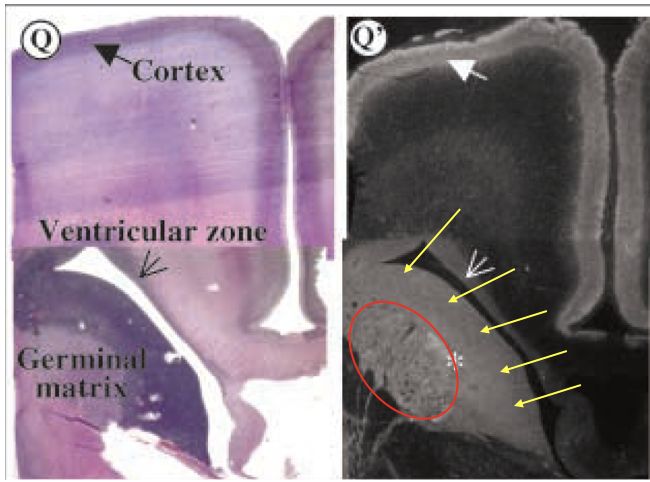 Q
Cortex
Ventricular zone
Germinal
matrix
Q'
**